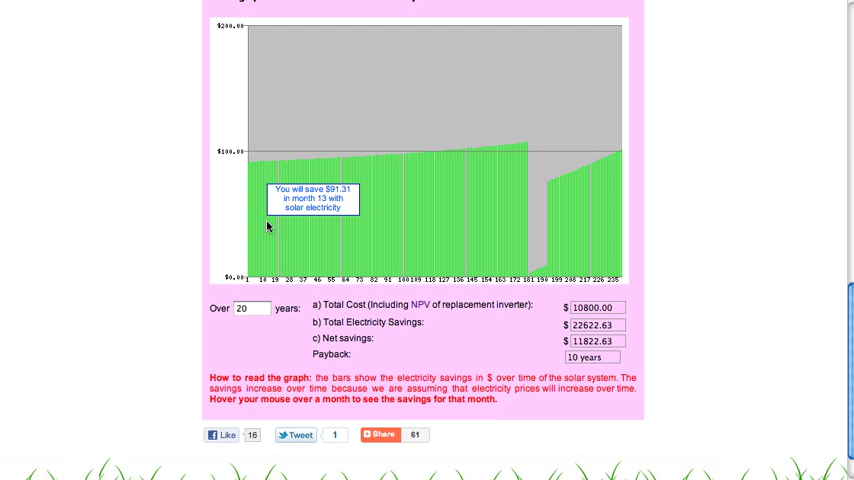 $200.00
$100.00
You will save $91.31
in month 13 with
solar electricity
$0.00
1 10 19 28 37 46 55 64 73 82 91 100 109 118 127 136 145 154 163 172 181 190 199 208 217 226 235
Over 20 years:
a) Total Cost (Including NPV of replacement inverter): $ 10800.00
b) Total Electricity Savings: $ 22622.63
c) Net savings: $ 11822.63
Payback: 10 years
How to read the graph: the bars show the electricity savings in $ over time of the solar system. The
savings increase over time because we are assuming that electricity prices will increase over time.
Hover your mouse over a month to see the savings for that month.
Like 16 Tweet 1 Share 61